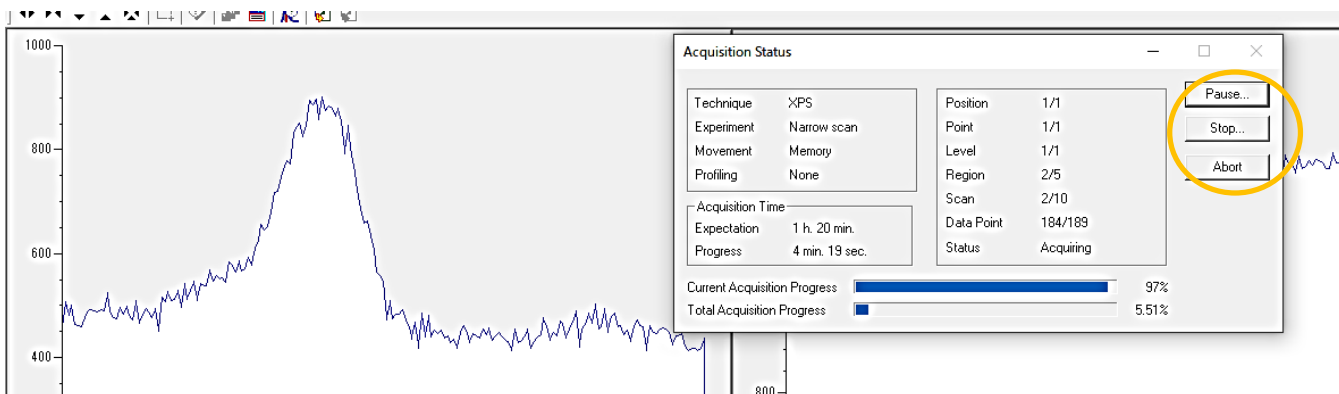 1000
800
600
400
800
Acquisition Status
Technique XPS
Experiment Narrow scan
Movement Memory
Profiling None
Acquisition Time
Expectation 1 h. 20 min.
Progress 4 min. 19 sec.
Position 1/1
Point 1/1
Level 1/1
Region 2/5
Scan 2/10
Data Point 184/189
Status Acquiring
Pause...
Stop...
Abort
Current Acquisition Progress 97%
Total Acquisition Progress 5.51%